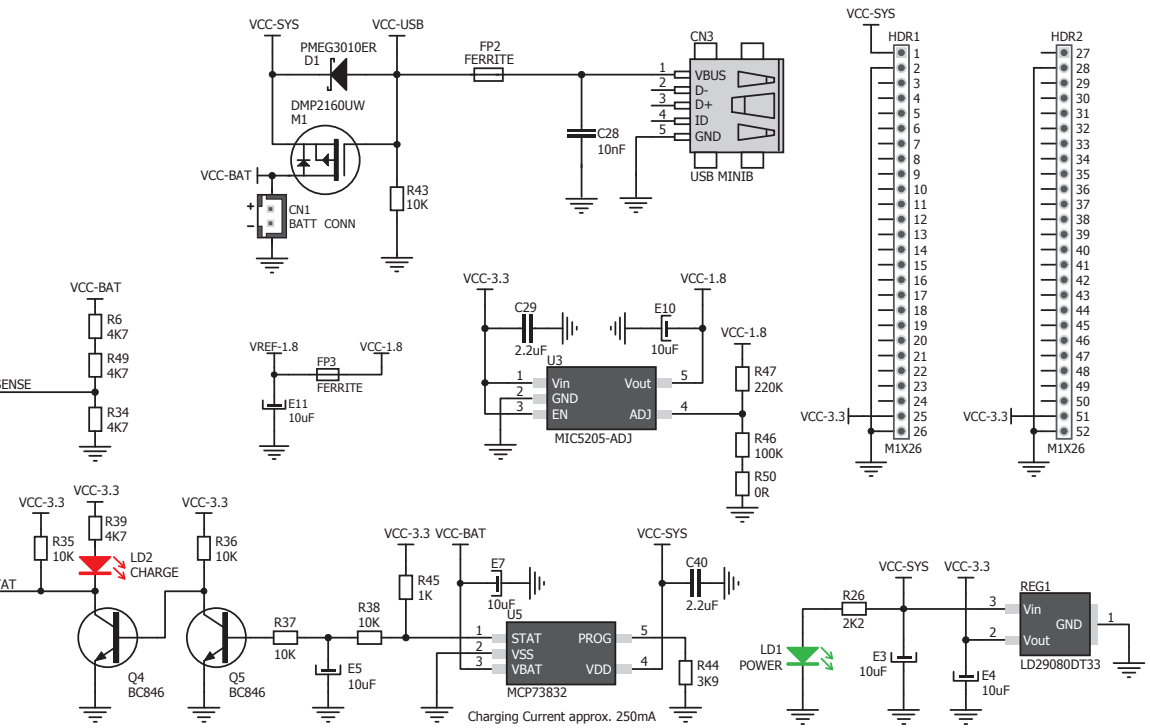 VCC-SYS
VCC-USB
PMEG3010ER
D1
DMP2160UW
M1
FP2
FERRITE
CN3
1 VBUS
2 D-
3 D+
4 ID
5 GND
USB MINIB
C28
10nF
VCC-BAT
+
CN1
BATT CONN
-
R43
10K
VCC-SYS
HDR1
1
2
3
4
5
6
7
8
9
10
11
12
13
14
15
16
17
18
19
20
21
22
23
24
VCC-3.3 25
26
M1X26
HDR2
27
28
29
30
31
32
33
34
35
36
37
38
39
40
41
42
43
44
45
46
47
48
49
50
VCC-3.3 51
52
M1X26
VCC-BAT
R6
4K7
R49
4K7
ENSE
R34
4K7
VREF-1.8
VCC-1.8
FP3
FERRITE
E11
10uF
VCC-3.3
VCC-1.8
C29
2.2uF
E10
10uF
VCC-1.8
U3
1 Vin Vout 5
2 GND
3 EN ADJ 4
MIC5205-ADJ
R47
220K
R46
100K
R50
0R
VCC-3.3
VCC-3.3
VCC-3.3
R39
4K7
R35
10K
LD2
CHARGE
R36
10K
AT
Q4
BC846
Q5
BC846
R37
10K
R38
10K
E5
10uF
VCC-3.3
VCC-BAT
R45
1K
E7
10uF
U5
1 STAT PROG 5
2 VSS
3 VBAT VDD 4
MCP73832
Charging Current approx. 250mA
VCC-SYS
C40
2.2uF
R44
3K9
VCC-SYS
VCC-3.3
R26
2K2
LD1
POWER
E3
10uF
E4
10uF
REG1
3 Vin
GND 1
2 Vout
LD29080DT33